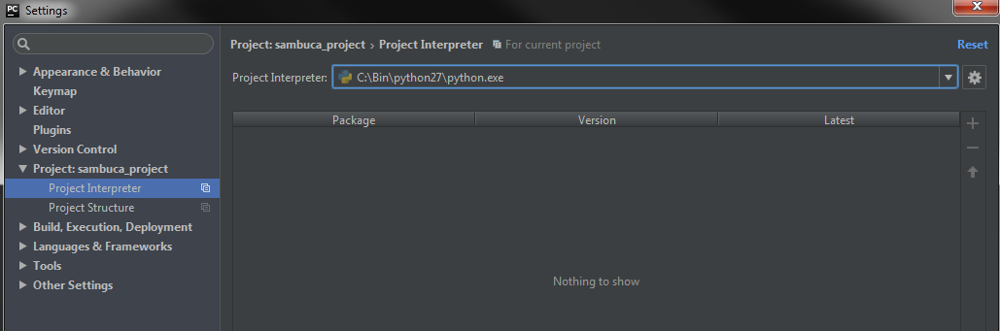 PC Settings
Project: sambuca_project › Project Interpreter For current project Reset
Appearance & Behavior
Keymap
Editor
Plugins
Version Control
Project: sambuca_project
Project Interpreter
Project Structure
Build, Execution, Deployment
Languages & Frameworks
Tools
Other Settings
Project Interpreter: C:\Bin\python27\python.exe
Package Version Latest
Nothing to show